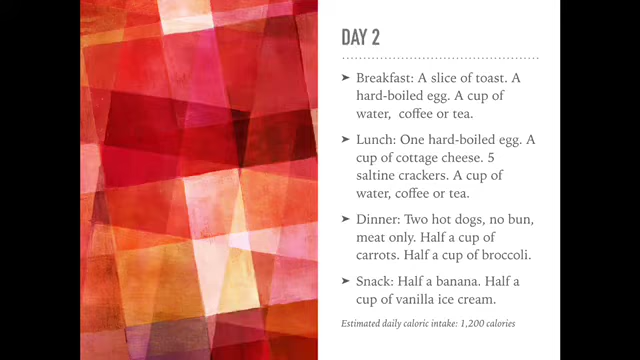 DAY 2
➤ Breakfast: A slice of toast. A
hard-boiled egg. A cup of
water, coffee or tea.
➤ Lunch: One hard-boiled egg. A
cup of cottage cheese. 5
saltine crackers. A cup of
water, coffee or tea.
➤ Dinner: Two hot dogs, no bun,
meat only. Half a cup of
carrots. Half a cup of broccoli.
➤ Snack: Half a banana. Half a
cup of vanilla ice cream.
Estimated daily caloric intake: 1,200 calories